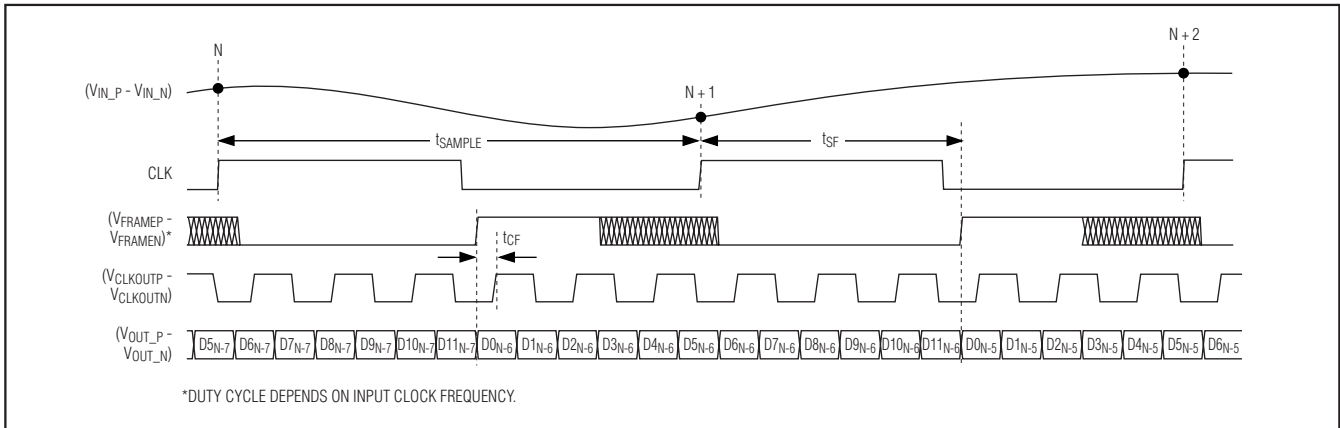 N
N + 1
N + 2
(VIN_P - VIN_N)
tSAMPLE
tSF
CLK
(VFRAMEP -
VFRAMEN)*
tCF
(VCLKOUTP -
VCLKOUTN)
(VOUT_P -
VOUT_N)
D5N-7 D6N-7 D7N-7 D8N-7 D9N-7 D10N-7 D11N-7 D0N-6 D1N-6 D2N-6 D3N-6 D4N-6 D5N-6 D6N-6 D7N-6 D8N-6 D9N-6 D10N-6 D11N-6 D0N-5 D1N-5 D2N-5 D3N-5 D4N-5 D5N-5 D6N-5
*DUTY CYCLE DEPENDS ON INPUT CLOCK FREQUENCY.